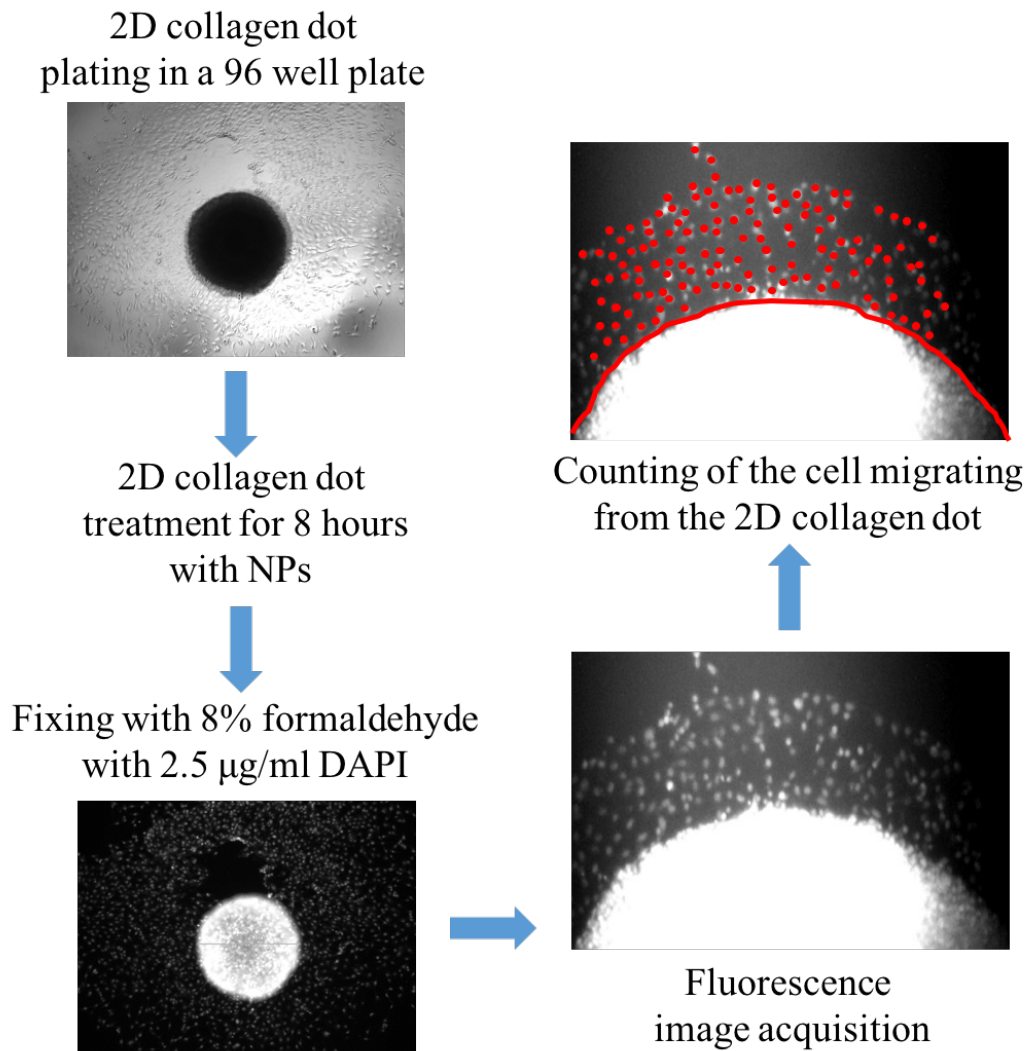 2D collagen dot
plating in a 96 well plate
2D collagen dot
treatment for 8 hours
with NPs
Fixing with 8% formaldehyde
with 2.5 μg/ml DAPI
Fluorescence
image acquisition
Counting of the cell migrating
from the 2D collagen dot